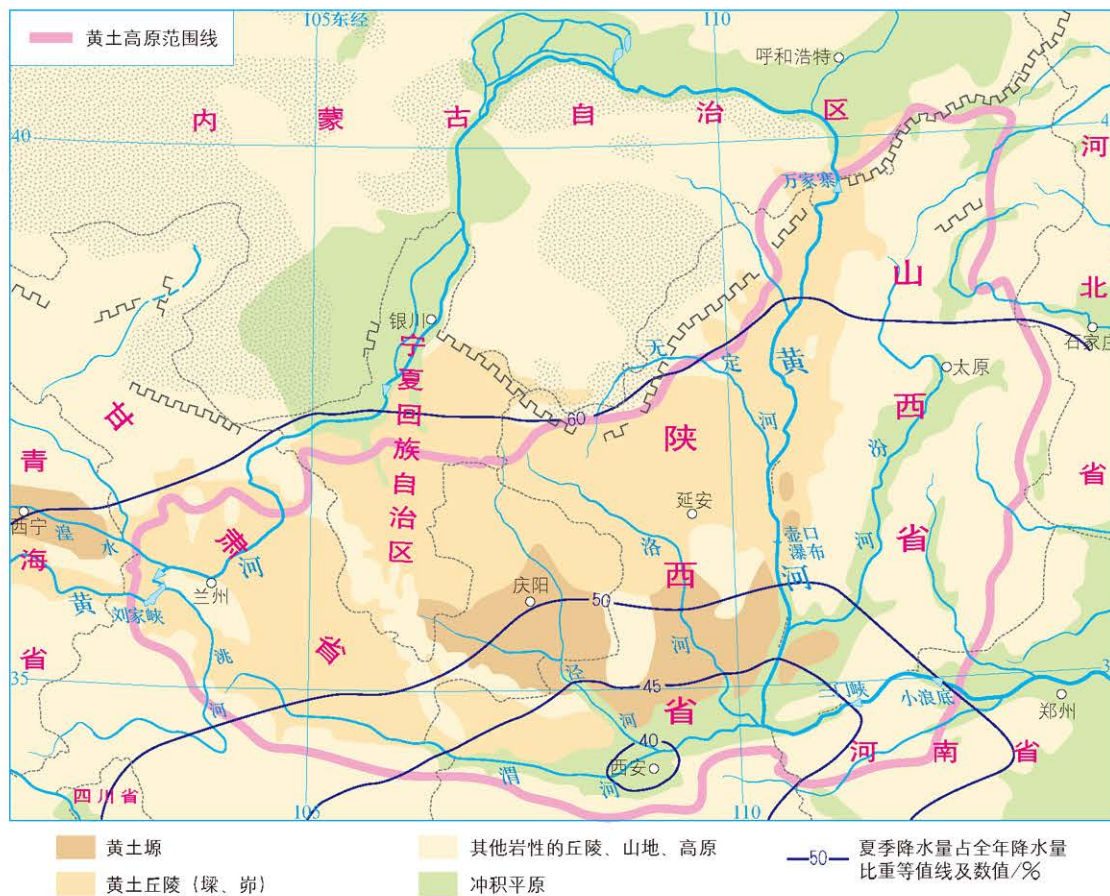 黄土高原范围线
105东经
110
呼和浩特
内蒙古自治区
40
4
河
万家寨
山
北
银川
宁夏回族自治区
无定河
黄
石家庄
太原
甘
60
陕
西
汾
青
省
西宁
延安
湟水
肃
河
洛
壶口
瀑布
河
省
海
黄
兰州
庆阳
50
西
河
河
刘家峡
省
洮
省
35
泾
45
河
三门峡
小浪底
3
郑州
河
河
省
40
西安
河南省
渭
河
四川省
105
110
黄土塬
其他岩性的丘陵、山地、高原
50
夏季降水量占全年降水量
比重等值线及数值/%
黄土丘陵（墚、峁）
冲积平原